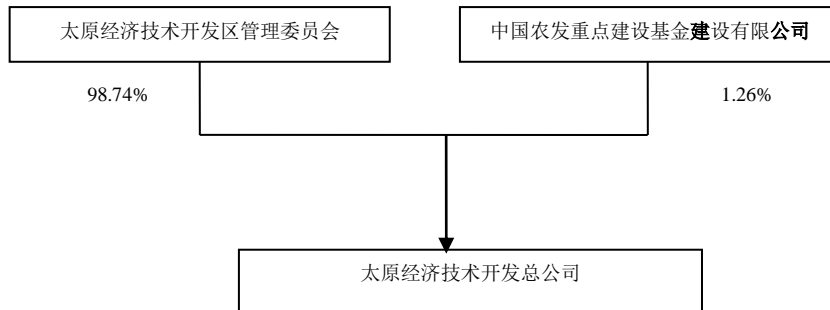 太原经济技术开发区管理委员会
中国农发重点建设基金建设有限公司
98.74%
1.26%
太原经济技术开发总公司